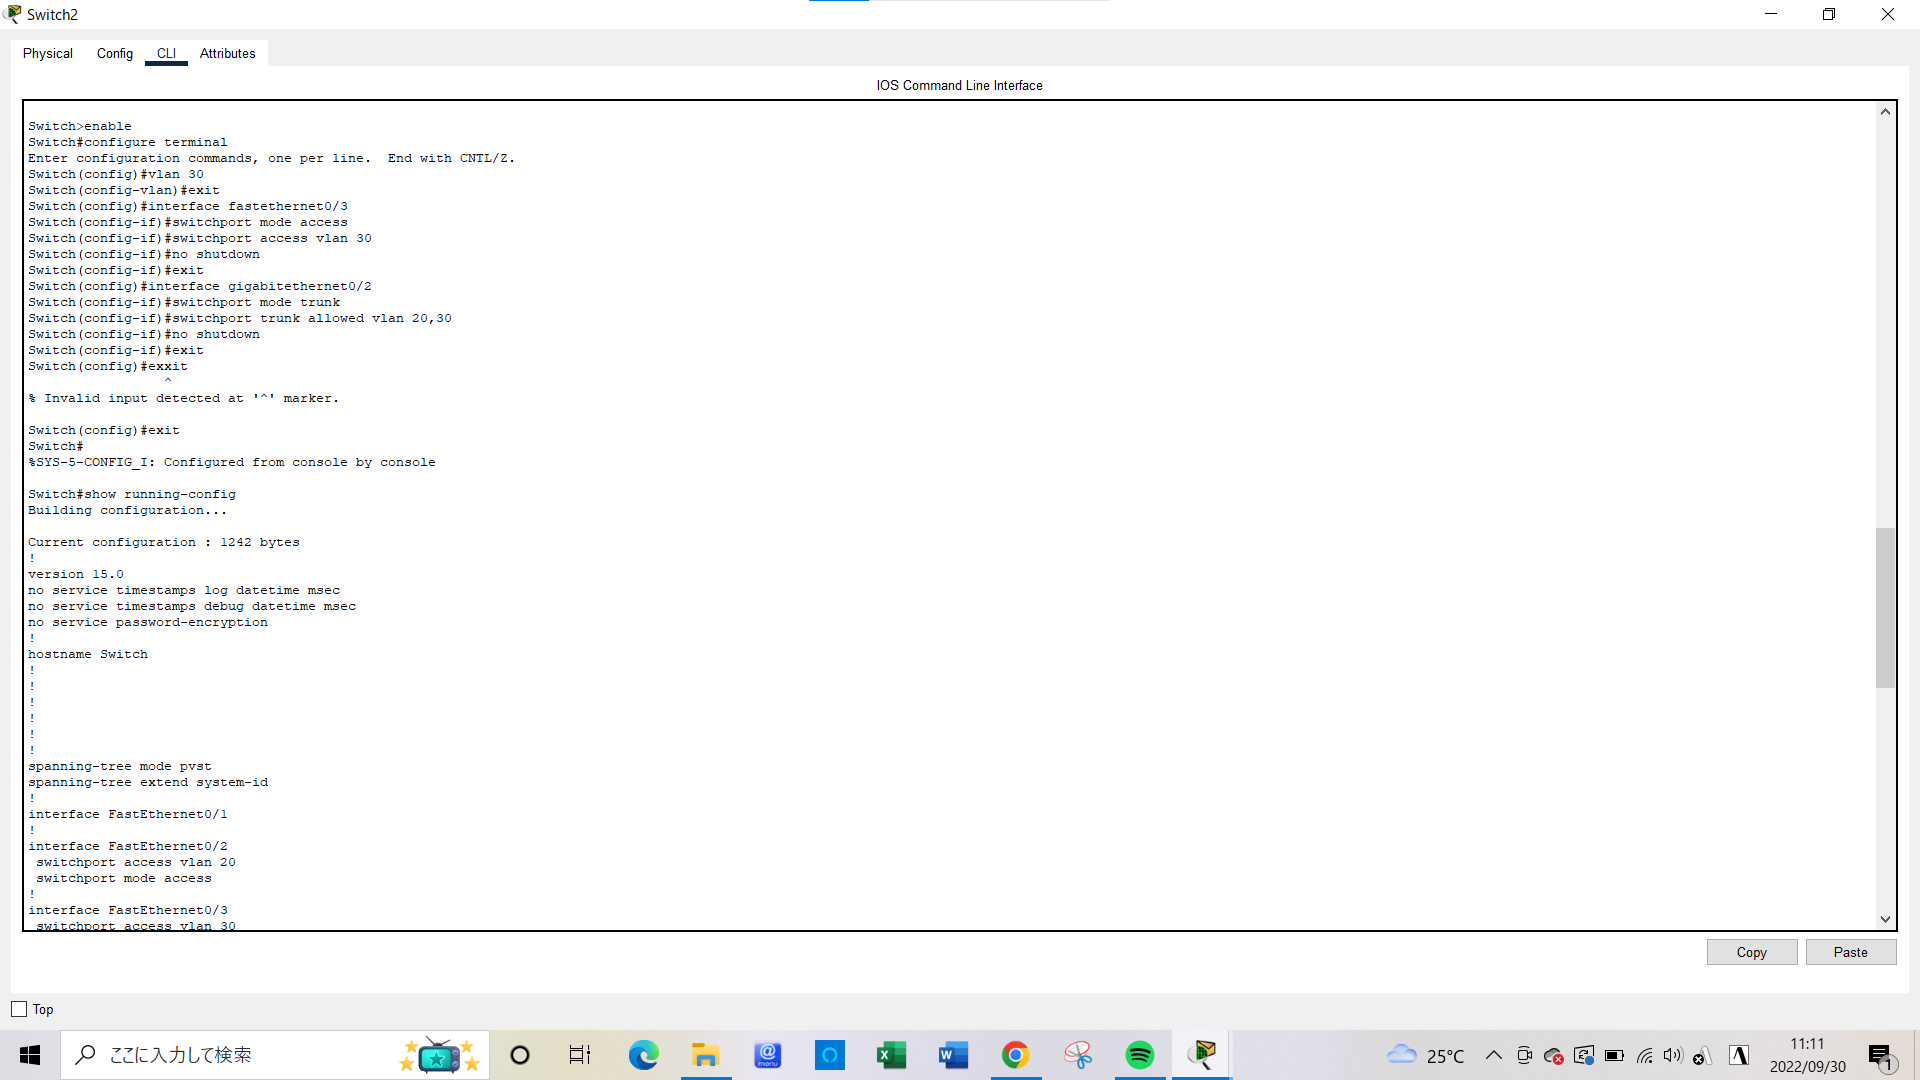 Switch2
Physical Config CLI Attributes
IOS Command Line Interface
Switch>enable
Switch#configure terminal
Enter configuration commands, one per line.  End with CNTL/Z.
Switch(config)#vlan 30
Switch(config-vlan)#exit
Switch(config)#interface fastethernet0/3
Switch(config-if)#switchport mode access
Switch(config-if)#switchport access vlan 30
Switch(config-if)#no shutdown
Switch(config-if)#exit
Switch(config)#interface gigabitethernet0/2
Switch(config-if)#switchport mode trunk
Switch(config-if)#switchport trunk allowed vlan 20,30
Switch(config-if)#no shutdown
Switch(config-if)#exit
Switch(config)#exxit
^
% Invalid input detected at '^' marker.
Switch(config)#exit
Switch#
%SYS-5-CONFIG_I: Configured from console by console
Switch#show running-config
Building configuration...
Current configuration : 1242 bytes
!
version 15.0
no service timestamps log datetime msec
no service timestamps debug datetime msec
no service password-encryption
!
hostname Switch
!
!
!
!
!
!
spanning-tree mode pvst
spanning-tree extend system-id
!
interface FastEthernet0/1
!
interface FastEthernet0/2
switchport access vlan 20
switchport mode access
!
interface FastEthernet0/3
switchport access vlan 30
Copy Paste
Top
ここに入力して検索
@ menu
25°C
A
11:11
2022/09/30
1